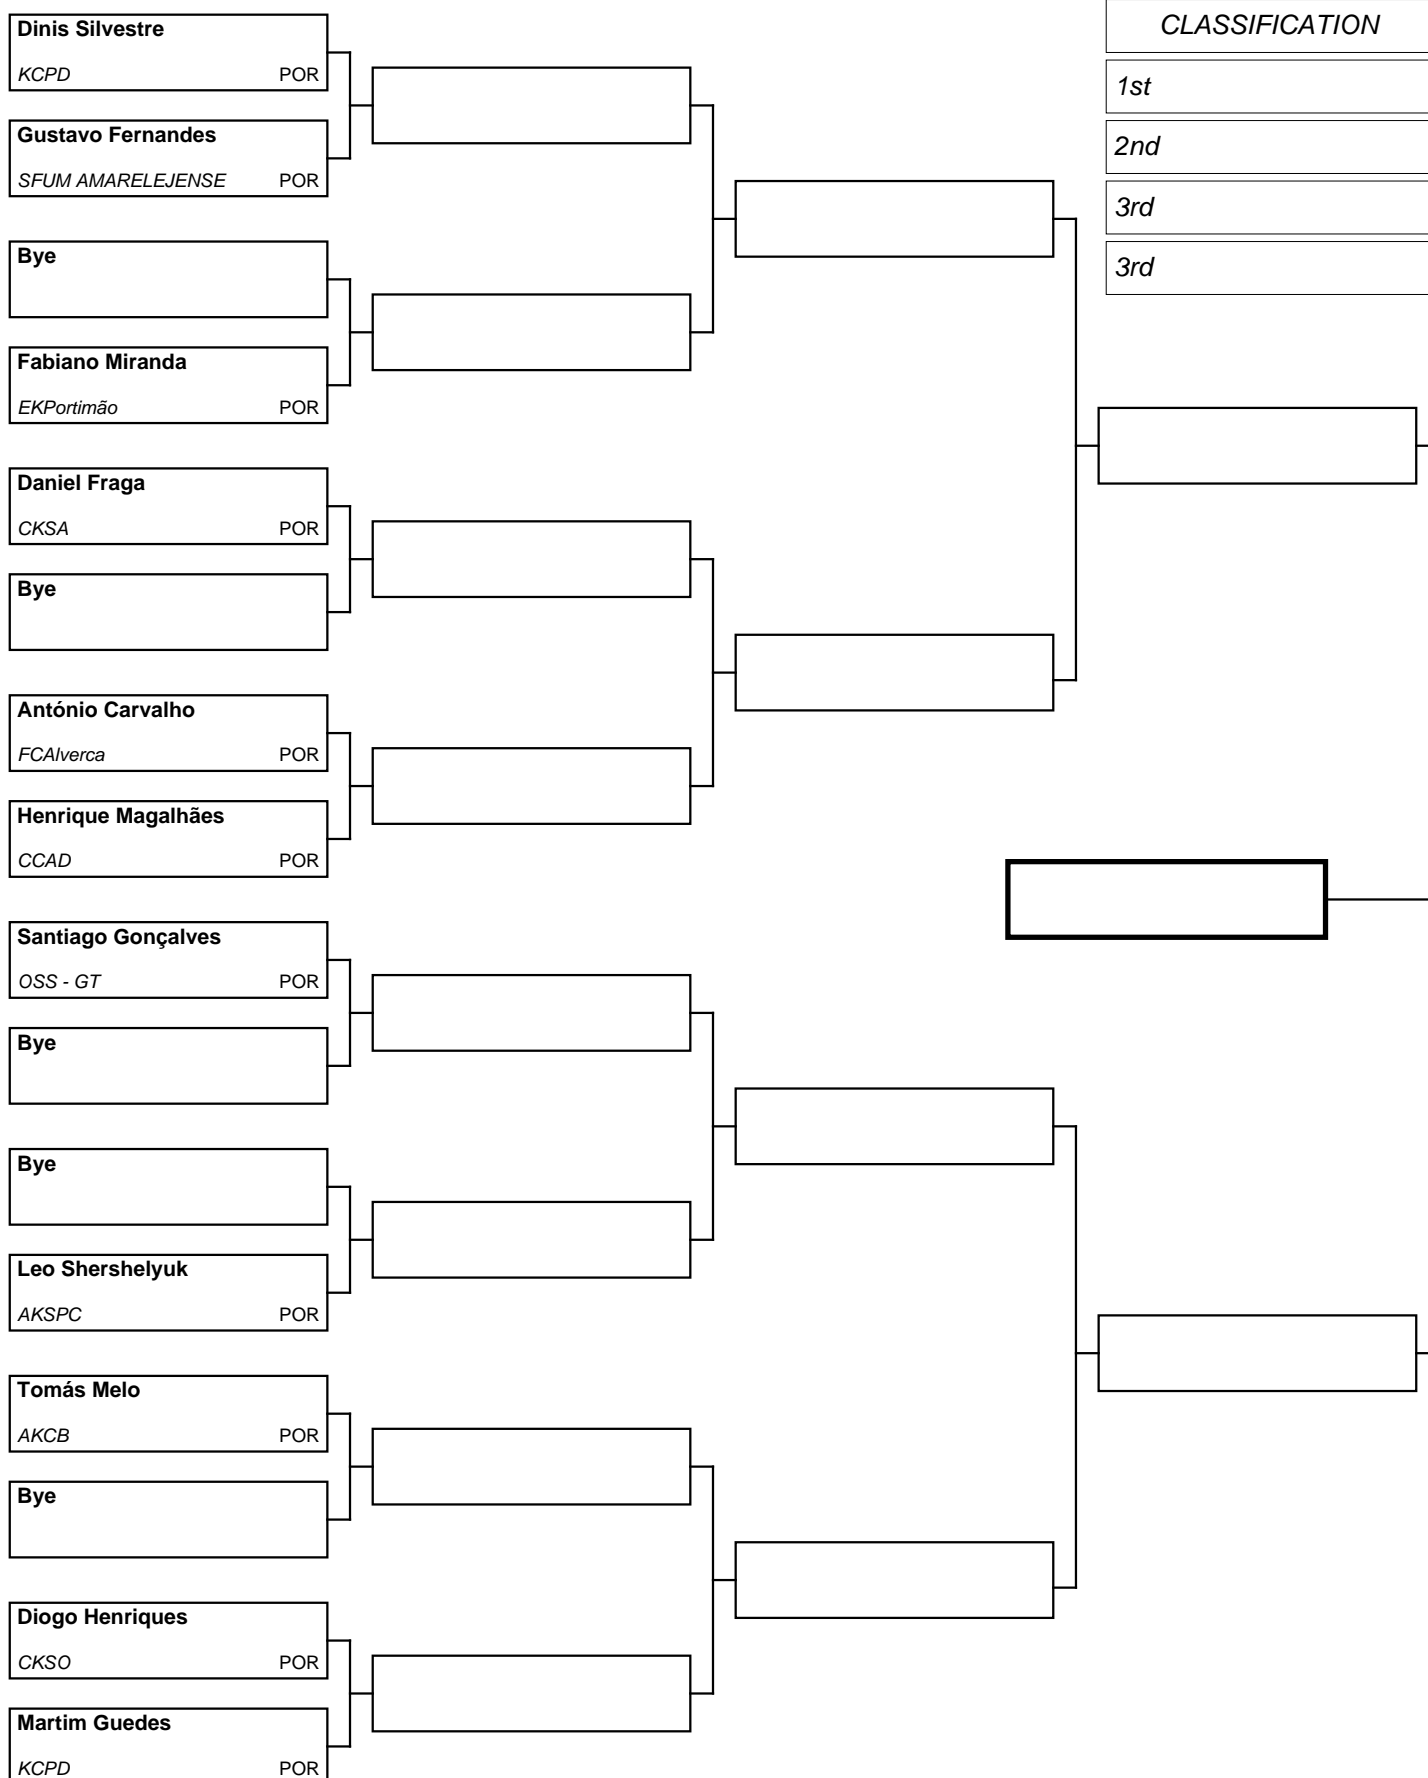 Dinis Silvestre
KCPD POR
Gustavo Fernandes
SFUM AMARELEJENSE POR
Bye
Fabiano Miranda
EKPortimão POR
Daniel Fraga
CKSA POR
Bye
António Carvalho
FCAlverca POR
Henrique Magalhães
CCAD POR
Santiago Gonçalves
OSS - GT POR
Bye
Bye
Leo Shershelyuk
AKSPC POR
Tomás Melo
AKCB POR
Bye
Diogo Henriques
CKSO POR
Martim Guedes
KCPD POR
CLASSIFICATION
1st
2nd
3rd
3rd